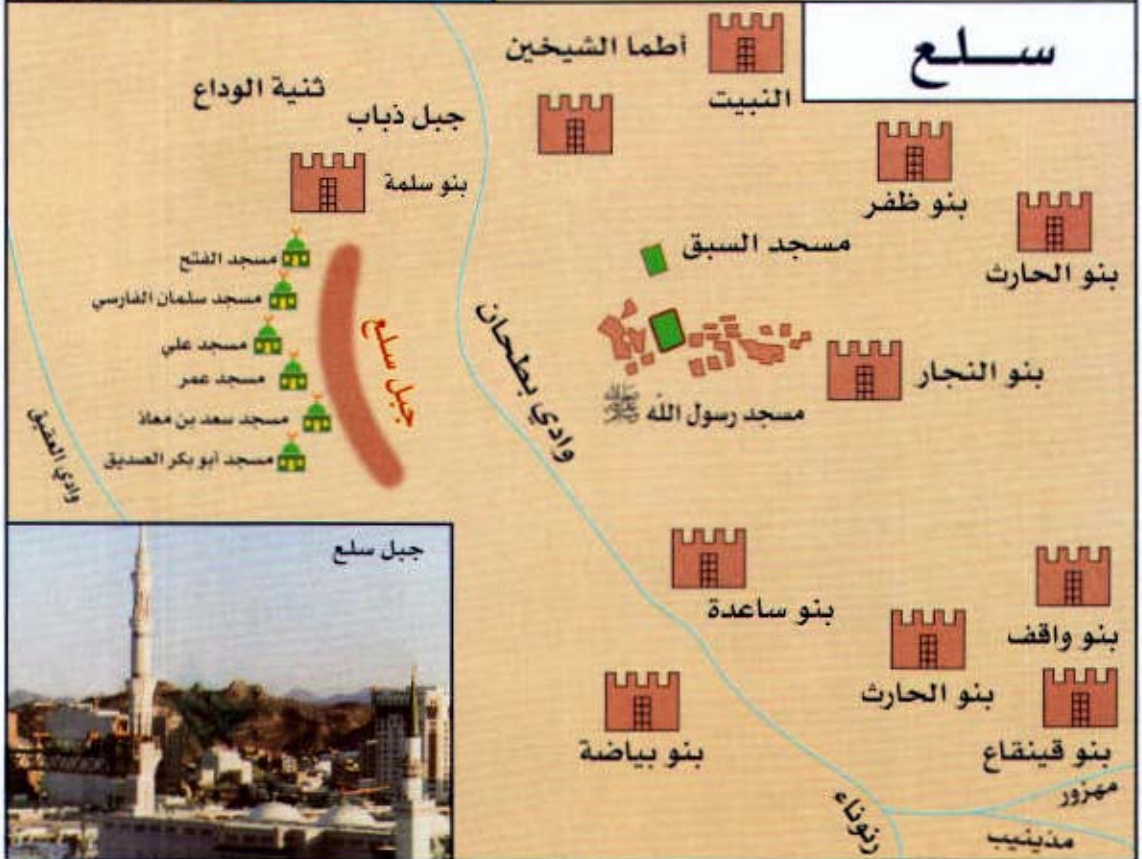 سلع
أطما الشيخين
النبيت
ثنية الوداع
جبل ذباب
بنو سلمة
بنو ظفر
بنو الحارث
مسجد السبق
مسجد الفتح
مسجد سلمان الفارسي
مسجد علي
مسجد عمر
مسجد سعد بن معاذ
مسجد أبو بكر الصديق
جبل سلع
وادي بطحان
وادي العقيق
بنو النجار
مسجد رسول الله ﷺ
جبل سلع
بنو ساعدة
بنو واقف
بنو الحارث
بنو بياضة
بنو قينقاع
مهزور
رنوناء
مذينيب